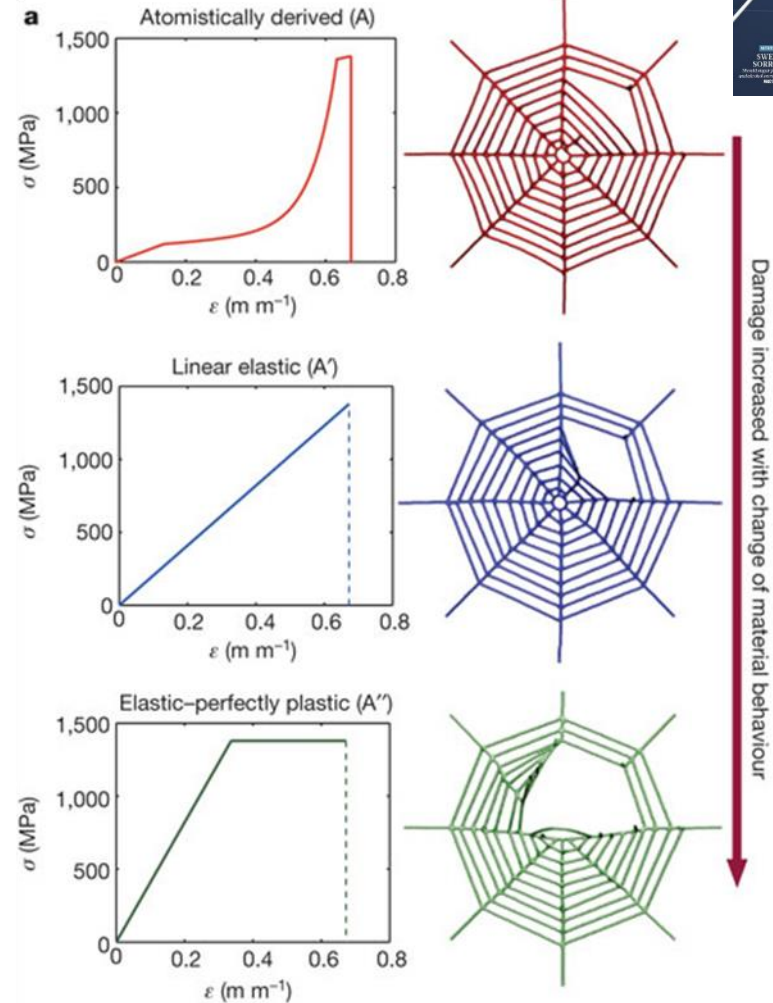 a
Atomistically derived (A)
1,500
1,000
500
0
σ (MPa)
0 0.2 0.4 0.6 0.8
ε (m m⁻¹)
SWE
SORR
Linear elastic (A′)
1,500
1,000
500
0
σ (MPa)
0 0.2 0.4 0.6 0.8
ε (m m⁻¹)
Elastic–perfectly plastic (A′′)
1,500
1,000
500
0
σ (MPa)
0 0.2 0.4 0.6 0.8
ε (m m⁻¹)
Damage increased with change of material behaviour